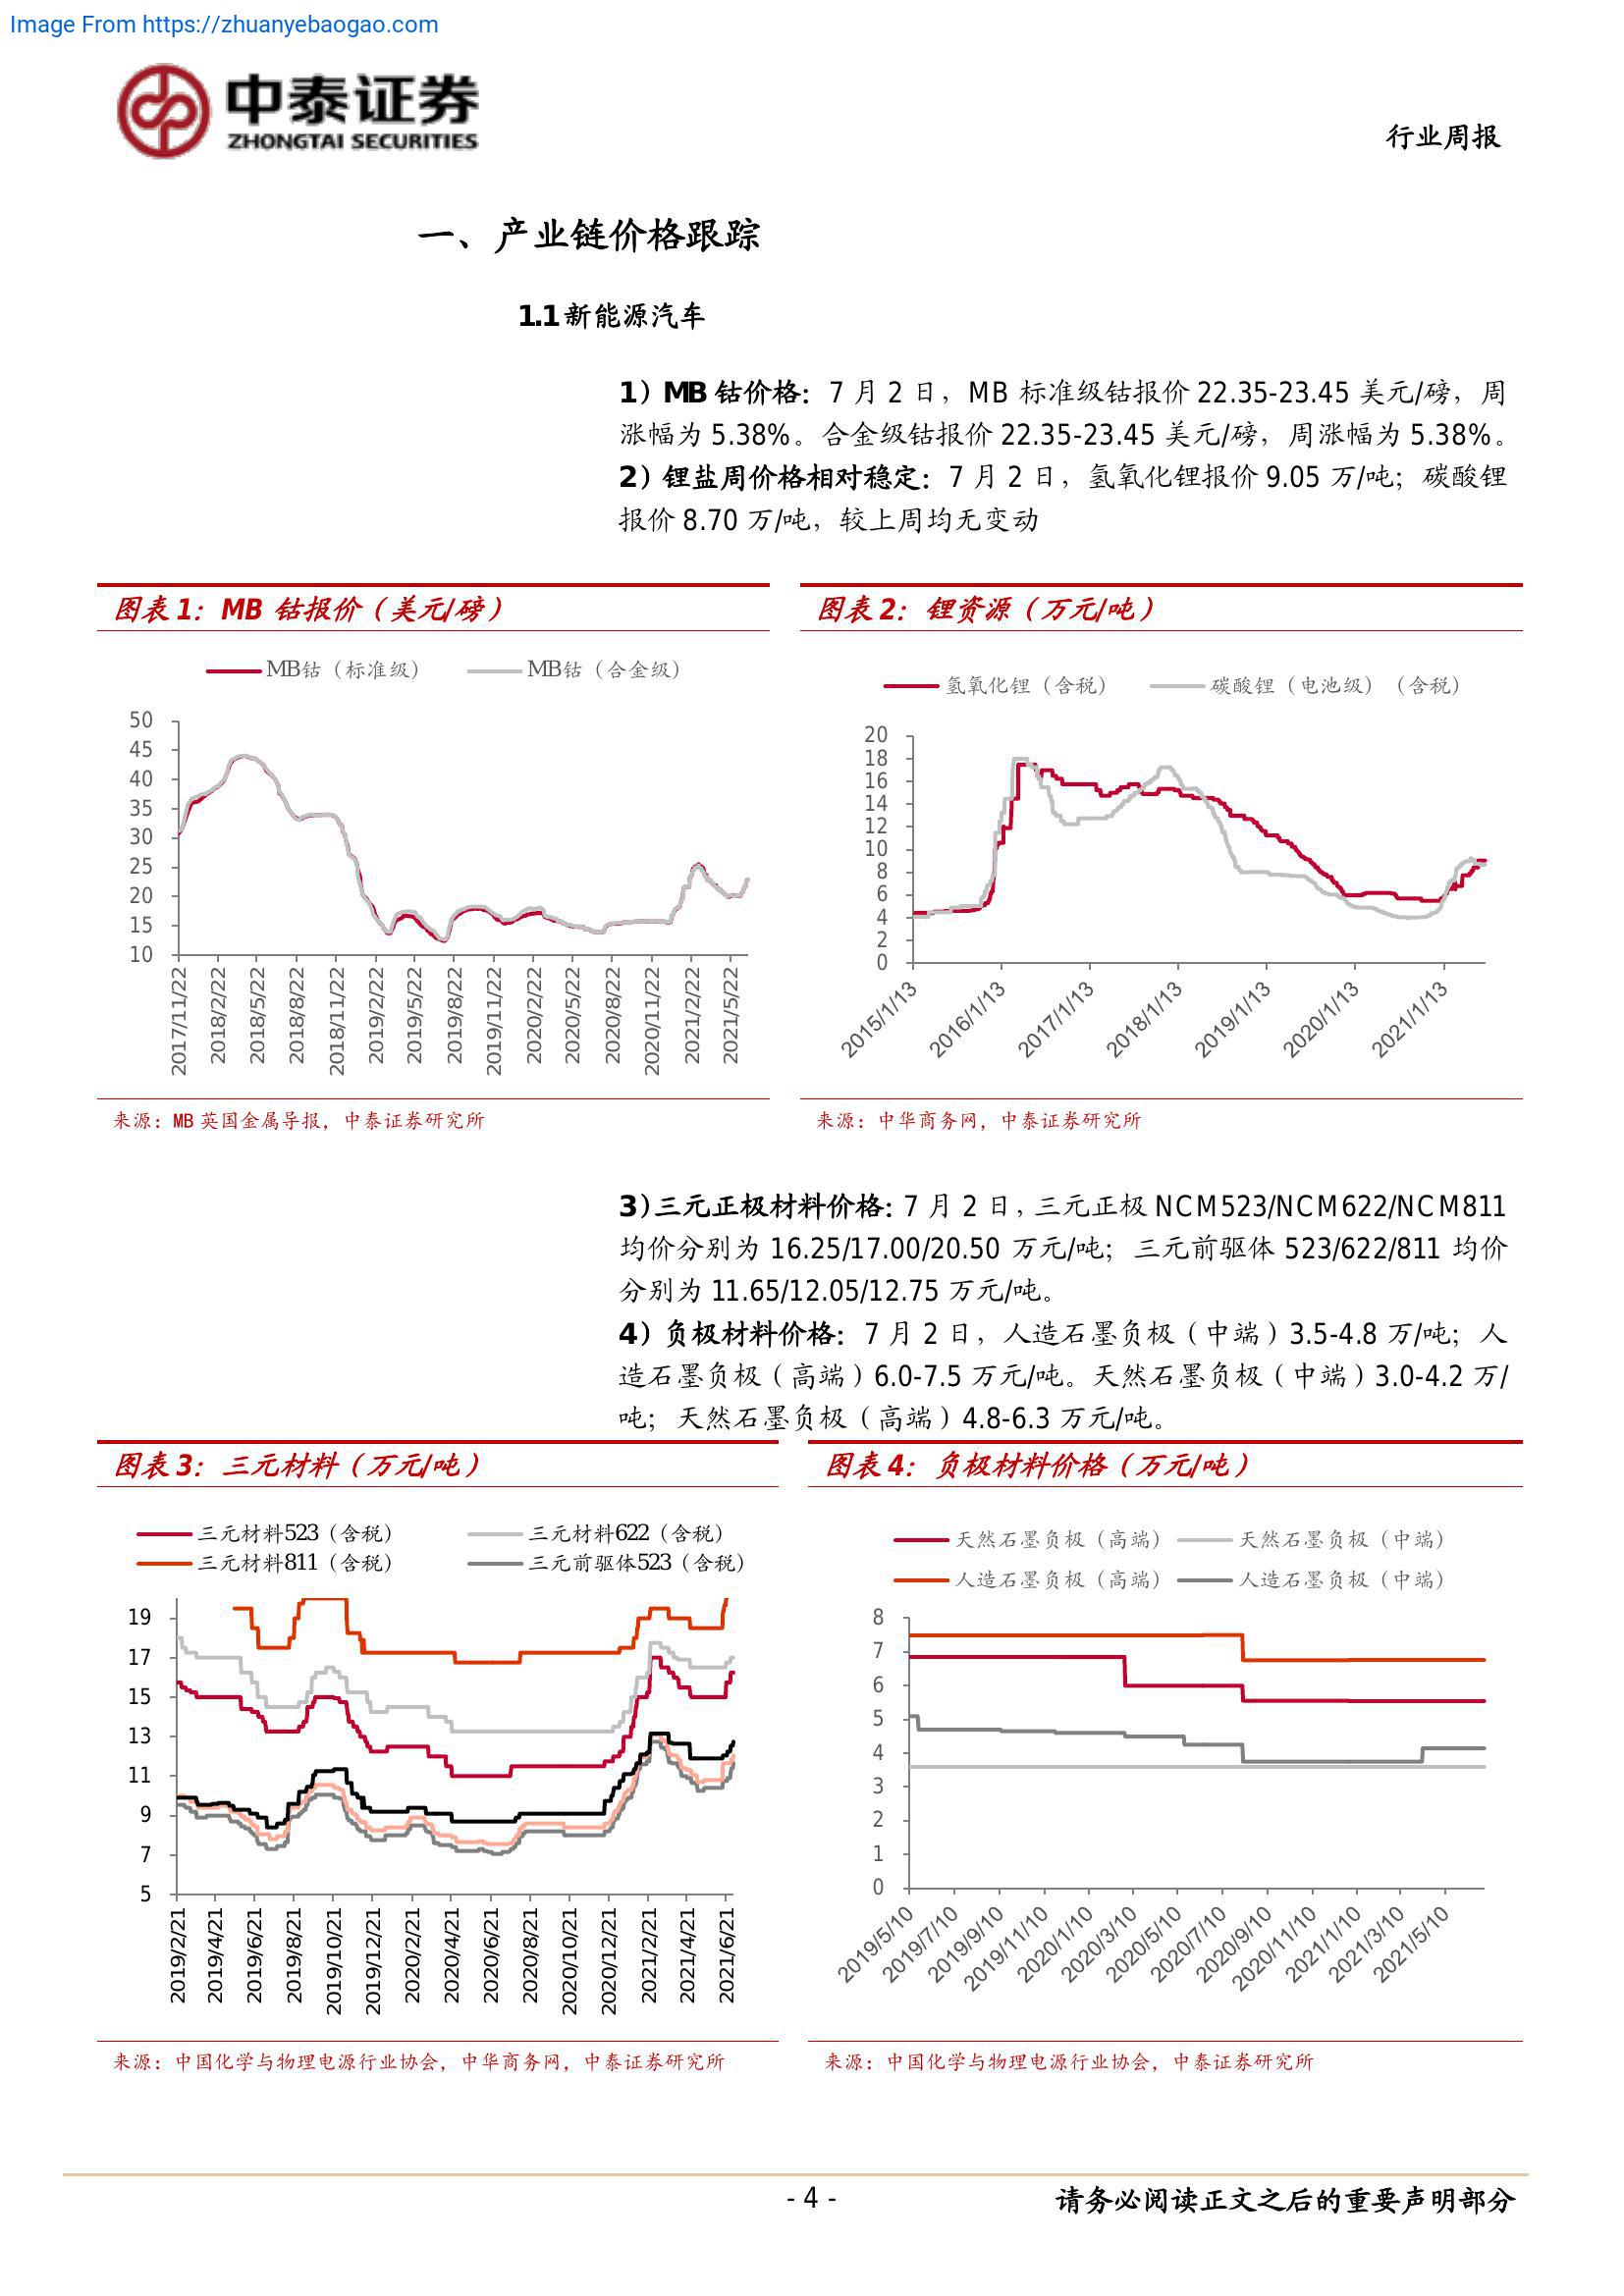 Image From https://zhuanyebaogao.com
中泰证券
ZHONGTAI SECURITIES
行业周报
一、产业链价格跟踪
1.1新能源汽车
1）MB 钴价格：7 月 2 日，MB 标准级钴报价 22.35-23.45 美元/磅，周
涨幅为 5.38%。合金级钴报价 22.35-23.45 美元/磅，周涨幅为 5.38%。
2）锂盐周价格相对稳定：7 月 2 日，氢氧化锂报价 9.05 万/吨；碳酸锂
报价 8.70 万/吨，较上周均无变动
图表 1：MB 钴报价（美元/磅）
MB钴（标准级） MB钴（合金级）
50
45
40
35
30
25
20
15
10
2017/11/22 2018/2/22 2018/5/22 2018/8/22 2018/11/22 2019/2/22 2019/5/22 2019/8/22 2019/11/22 2020/2/22 2020/5/22 2020/8/22 2020/11/22 2021/2/22 2021/5/22
来源：MB 英国金属导报，中泰证券研究所
图表 2：锂资源（万元/吨）
氢氧化锂（含税） 碳酸锂（电池级）（含税）
20
18
16
14
12
10
8
6
4
2
0
2015/1/13 2016/1/13 2017/1/13 2018/1/13 2019/1/13 2020/1/13 2021/1/13
来源：中华商务网，中泰证券研究所
3）三元正极材料价格：7 月 2 日，三元正极 NCM523/NCM622/NCM811
均价分别为 16.25/17.00/20.50 万元/吨；三元前驱体 523/622/811 均价
分别为 11.65/12.05/12.75 万元/吨。
4）负极材料价格：7 月 2 日，人造石墨负极（中端）3.5-4.8 万/吨；人
造石墨负极（高端）6.0-7.5 万元/吨。天然石墨负极（中端）3.0-4.2 万/
吨；天然石墨负极（高端）4.8-6.3 万元/吨。
图表 3：三元材料（万元/吨）
三元材料523（含税） 三元材料622（含税）
三元材料811（含税） 三元前驱体523（含税）
19
17
15
13
11
9
7
5
2019/2/21 2019/4/21 2019/6/21 2019/8/21 2019/10/21 2019/12/21 2020/2/21 2020/4/21 2020/6/21 2020/8/21 2020/10/21 2020/12/21 2021/2/21 2021/4/21 2021/6/21
来源：中国化学与物理电源行业协会，中华商务网，中泰证券研究所
图表 4：负极材料价格（万元/吨）
天然石墨负极（高端） 天然石墨负极（中端）
人造石墨负极（高端） 人造石墨负极（中端）
8
7
6
5
4
3
2
1
0
2019/5/10 2019/7/10 2019/9/10 2019/11/10 2020/1/10 2020/3/10 2020/5/10 2020/7/10 2020/9/10 2020/11/10 2021/1/10 2021/3/10 2021/5/10
来源：中国化学与物理电源行业协会，中泰证券研究所
- 4 -
请务必阅读正文之后的重要声明部分